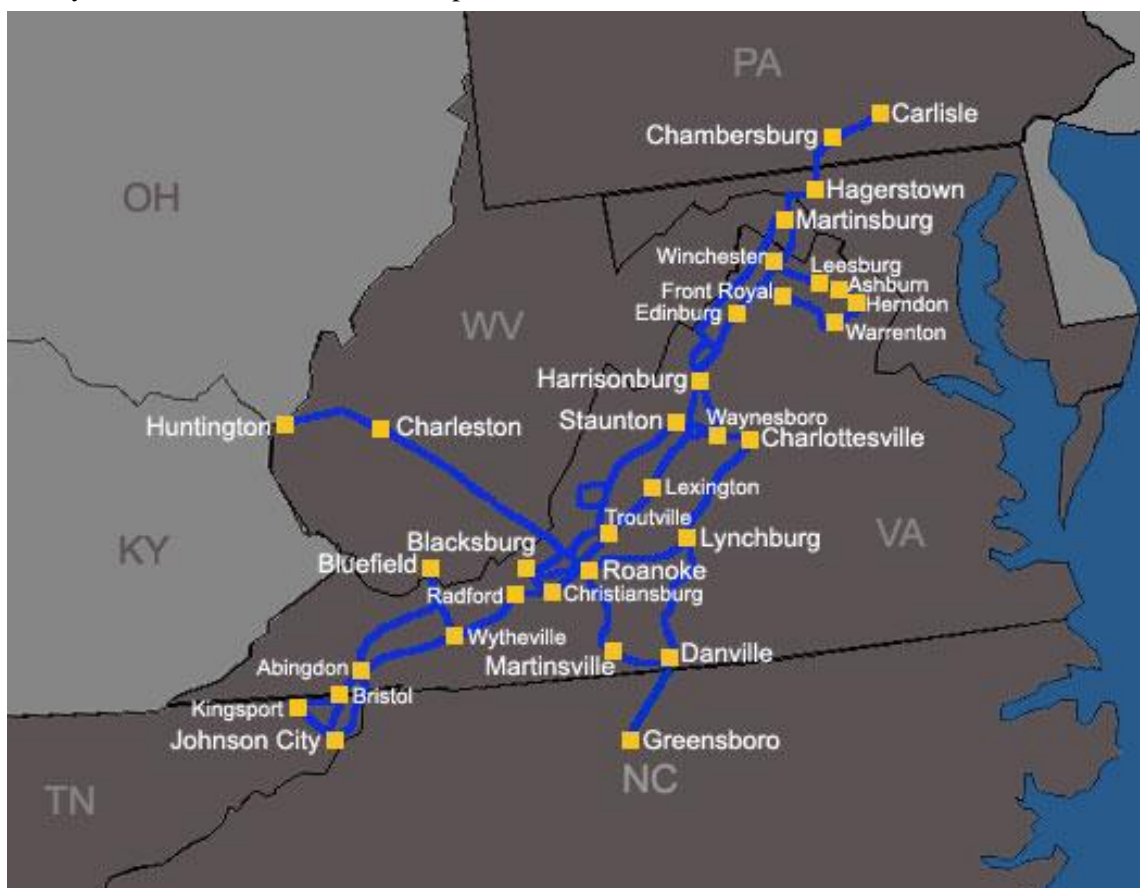 PA
Carlisle
Chambersburg
OH
Hagerstown
Martinsburg
Winchester
Leesburg
Front Royal
Ashburn
Edinburg
Herndon
WV
Warrenton
Harrisonburg
Huntington
Charleston
Staunton
Waynesboro
Charlottesville
Lexington
Troutville
KY
Blacksburg
Lynchburg
VA
Bluefield
Roanoke
Radford
Christiansburg
Wytheville
Martinsville
Danville
Abingdon
Bristol
Kingsport
Johnson City
Greensboro
TN
NC